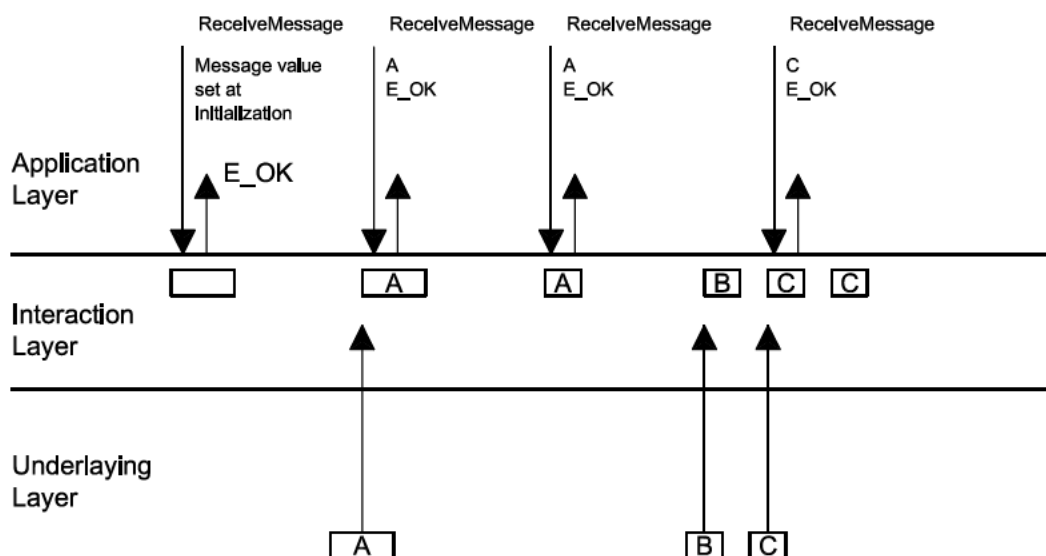 ReceiveMessage ReceiveMessage ReceiveMessage ReceiveMessage
Message value
set at
Initialization
A
E_OK
A
E_OK
C
E_OK
Application
Layer
E_OK
A A B C C
Interaction
Layer
Underlaying
Layer
A B C